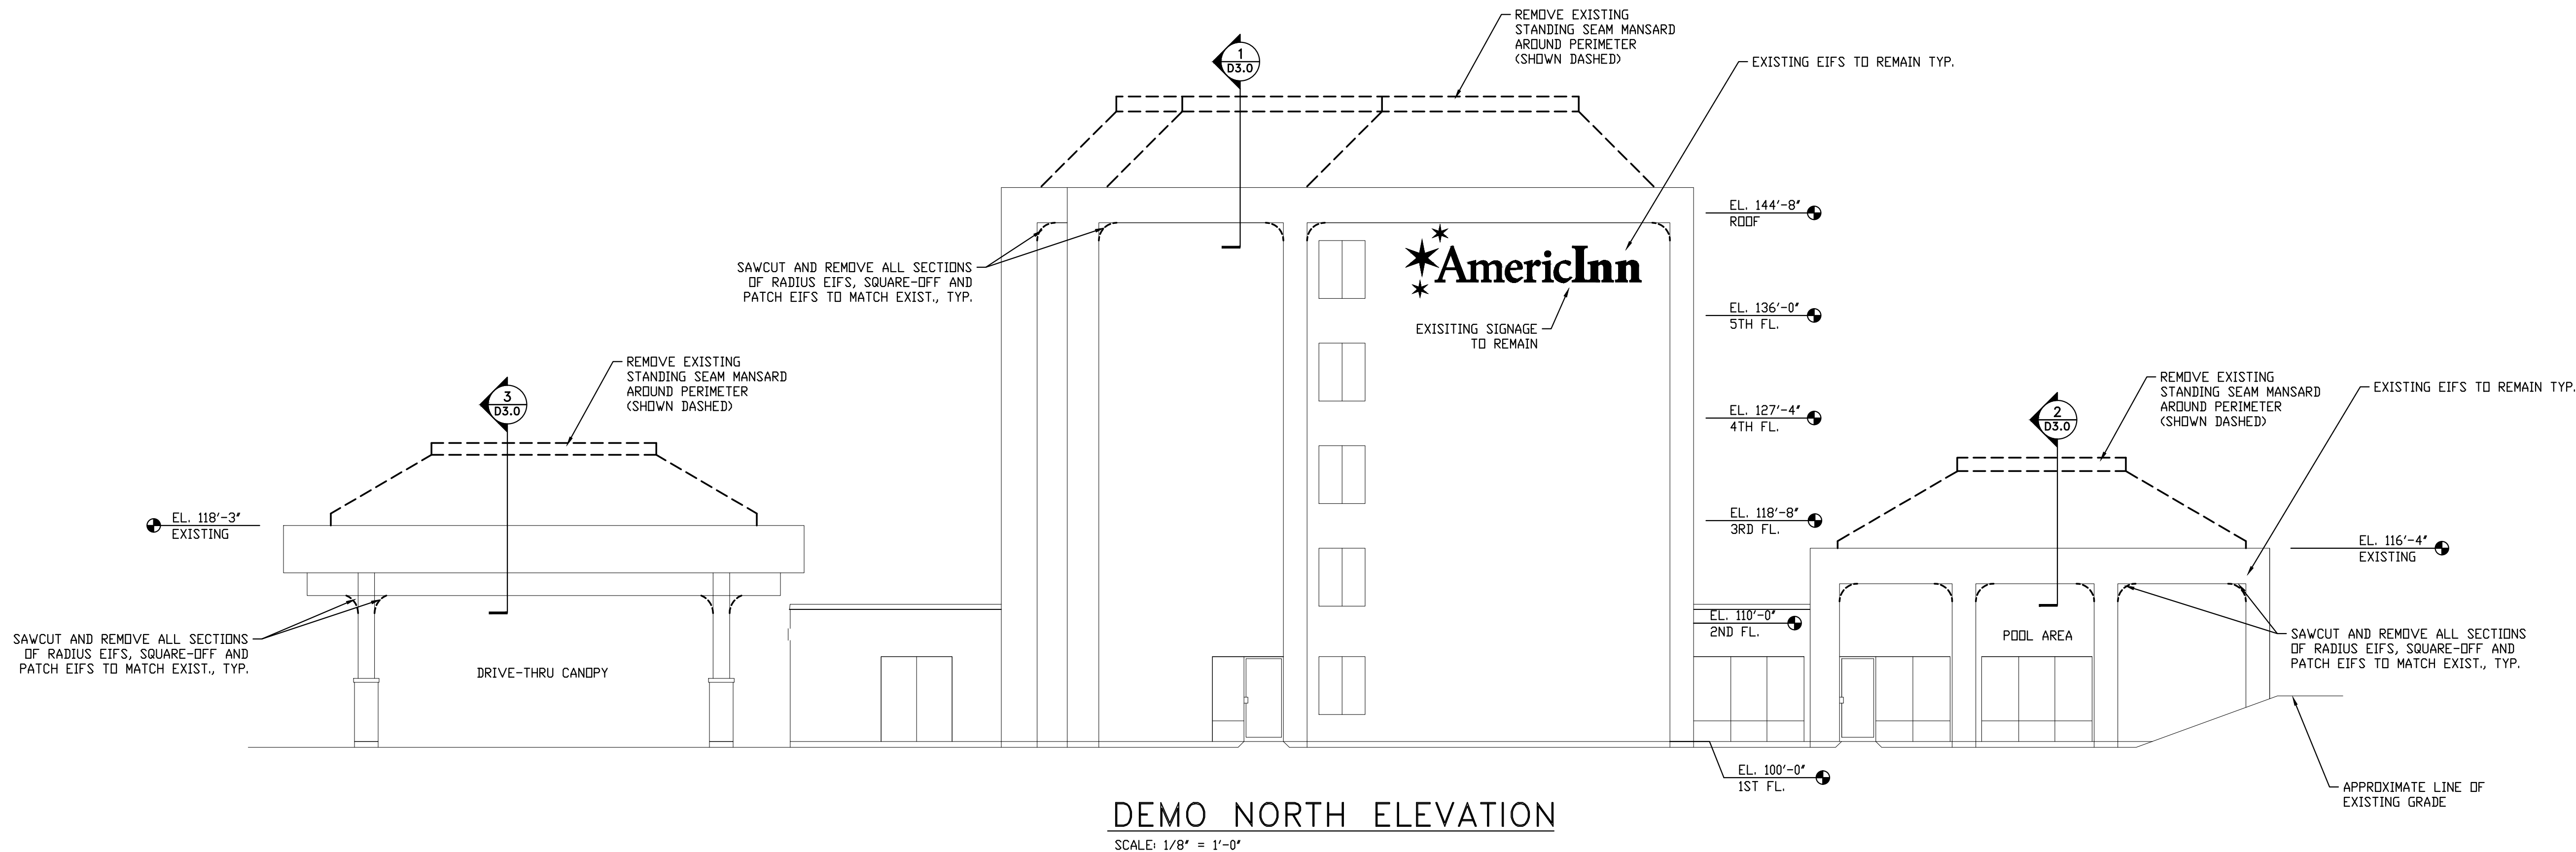 REMOVE EXISTING
STANDING SEAM MANSARD
AROUND PERIMETER
(SHOWN DASHED)
1
D3.0
EXISTING EIFS TO REMAIN TYP.
EL. 144'-8"
ROOF
SAWCUT AND REMOVE ALL SECTIONS
OF RADIUS EIFS, SQUARE-OFF AND
PATCH EIFS TO MATCH EXIST., TYP.
AmericInn
EXISITING SIGNAGE
TO REMAIN
EL. 136'-0"
5TH FL.
REMOVE EXISTING
STANDING SEAM MANSARD
AROUND PERIMETER
(SHOWN DASHED)
3
D3.0
EL. 127'-4"
4TH FL.
REMOVE EXISTING
STANDING SEAM MANSARD
AROUND PERIMETER
(SHOWN DASHED)
EXISTING EIFS TO REMAIN TYP.
2
D3.0
EL. 118'-3"
EXISTING
EL. 118'-8"
3RD FL.
EL. 116'-4"
EXISTING
EL. 110'-0"
2ND FL.
POOL AREA
SAWCUT AND REMOVE ALL SECTIONS
OF RADIUS EIFS, SQUARE-OFF AND
PATCH EIFS TO MATCH EXIST., TYP.
SAWCUT AND REMOVE ALL SECTIONS
OF RADIUS EIFS, SQUARE-OFF AND
PATCH EIFS TO MATCH EXIST., TYP.
DRIVE-THRU CANOPY
EL. 100'-0"
1ST FL.
APPROXIMATE LINE OF
EXISTING GRADE
DEMO NORTH ELEVATION
SCALE: 1/8" = 1'-0"